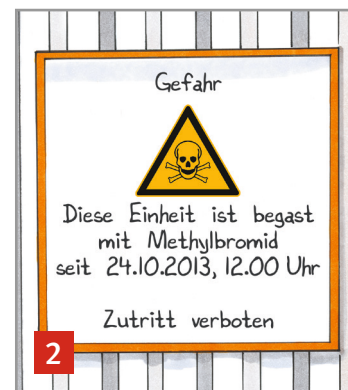 Gefahr
Diese Einheit ist begast
mit Methylbromid
seit 24.10.2013, 12.00 Uhr
Zutritt verboten
2